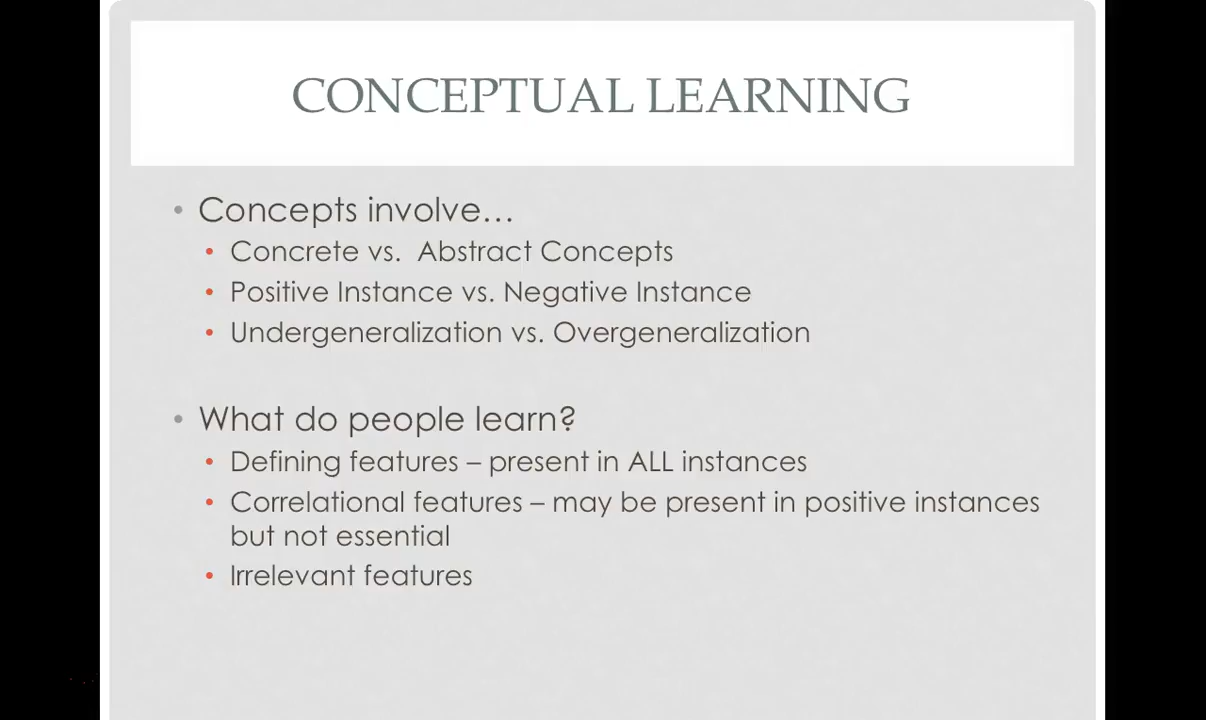 CONCEPTUAL LEARNING
• Concepts involve…
• Concrete vs.  Abstract Concepts
• Positive Instance vs. Negative Instance
• Undergeneralization vs. Overgeneralization
• What do people learn?
• Defining features – present in ALL instances
• Correlational features – may be present in positive instances
but not essential
• Irrelevant features